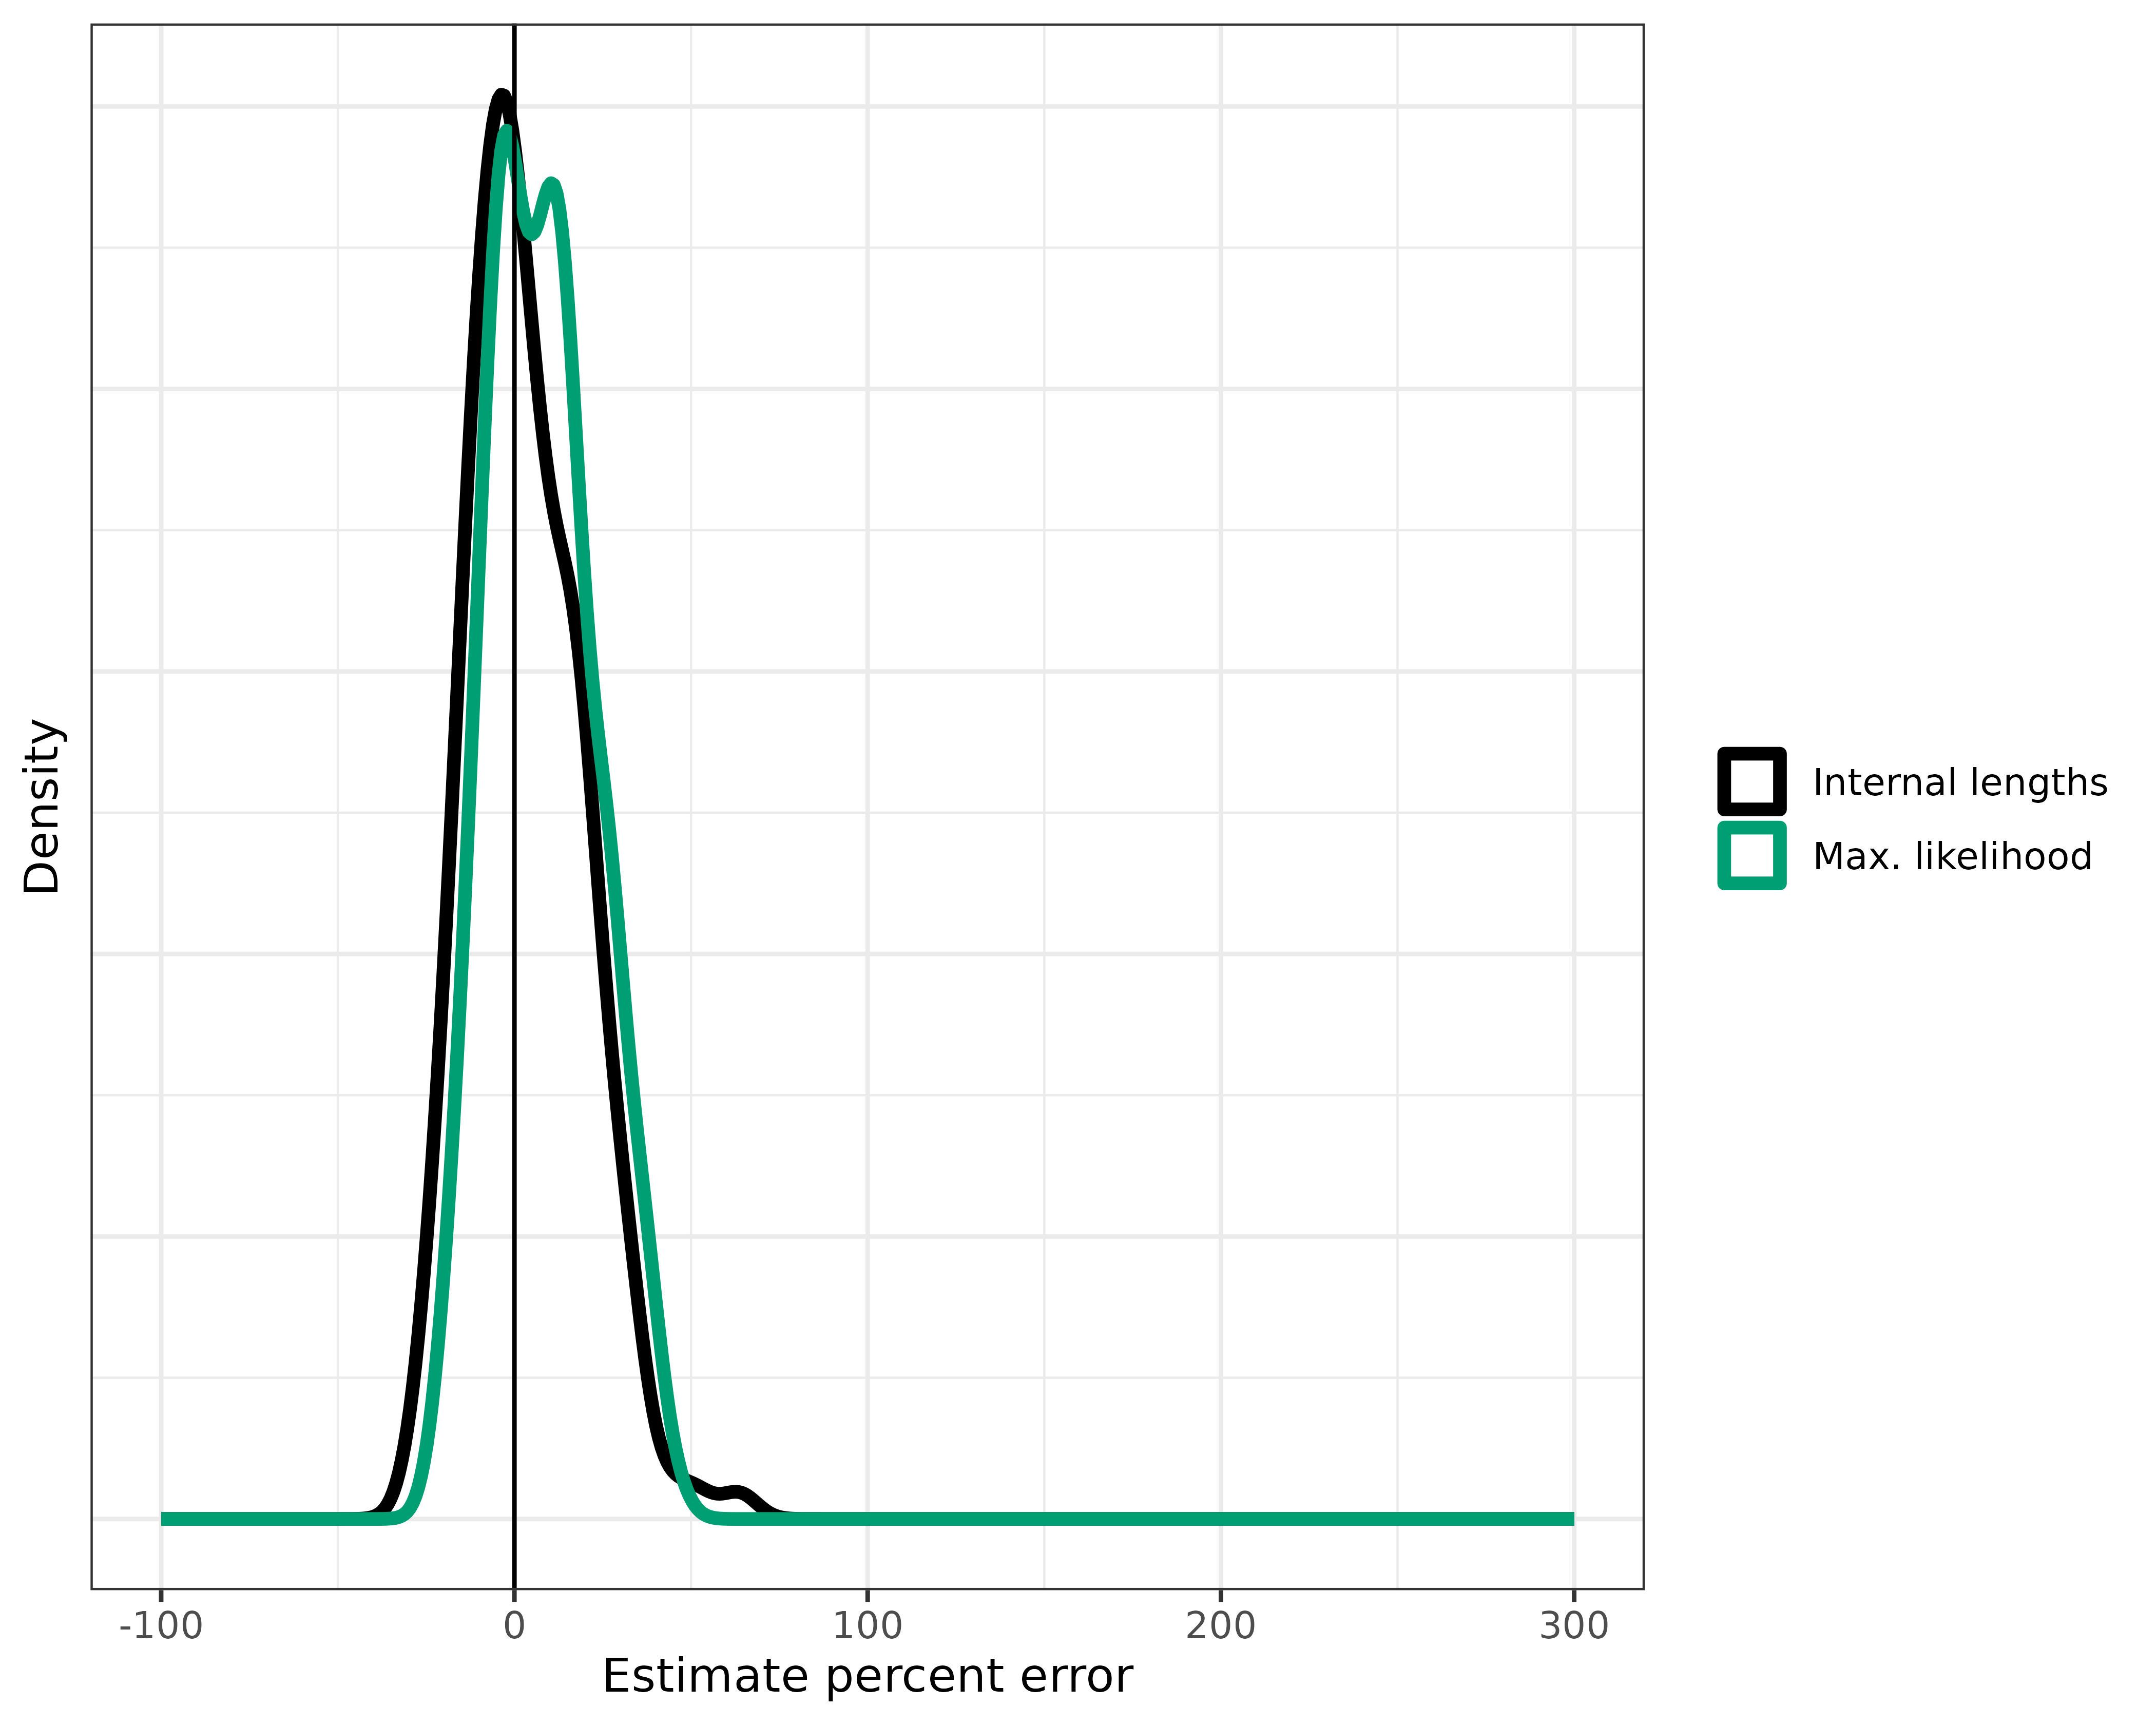 Density
-100
0
100
200
300
Estimate percent error
Internal lengths
Max. likelihood